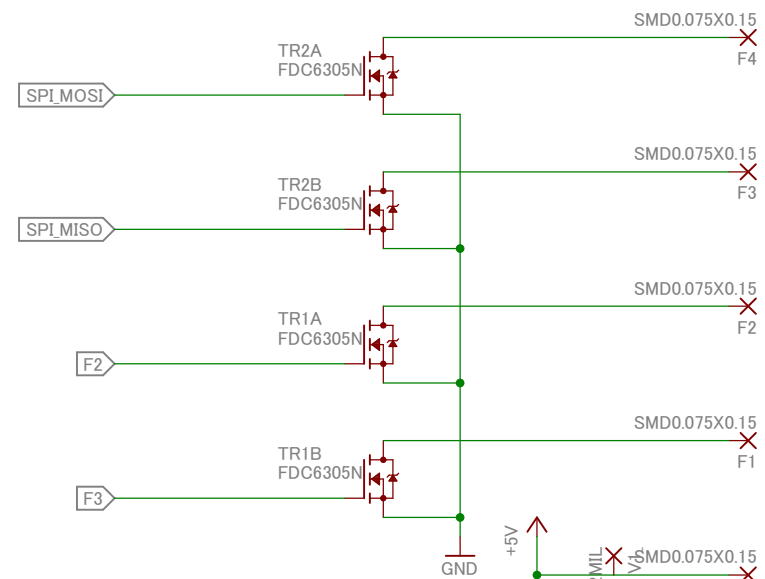 SMD0.075X0.15
F4
TR2A
FDC6305N
SPI_MOSI
SMD0.075X0.15
F3
TR2B
FDC6305N
SPI_MISO
SMD0.075X0.15
F2
TR1A
FDC6305N
F2
SMD0.075X0.15
F1
TR1B
FDC6305N
F3
+5V
GND
SMD0.075X0.15